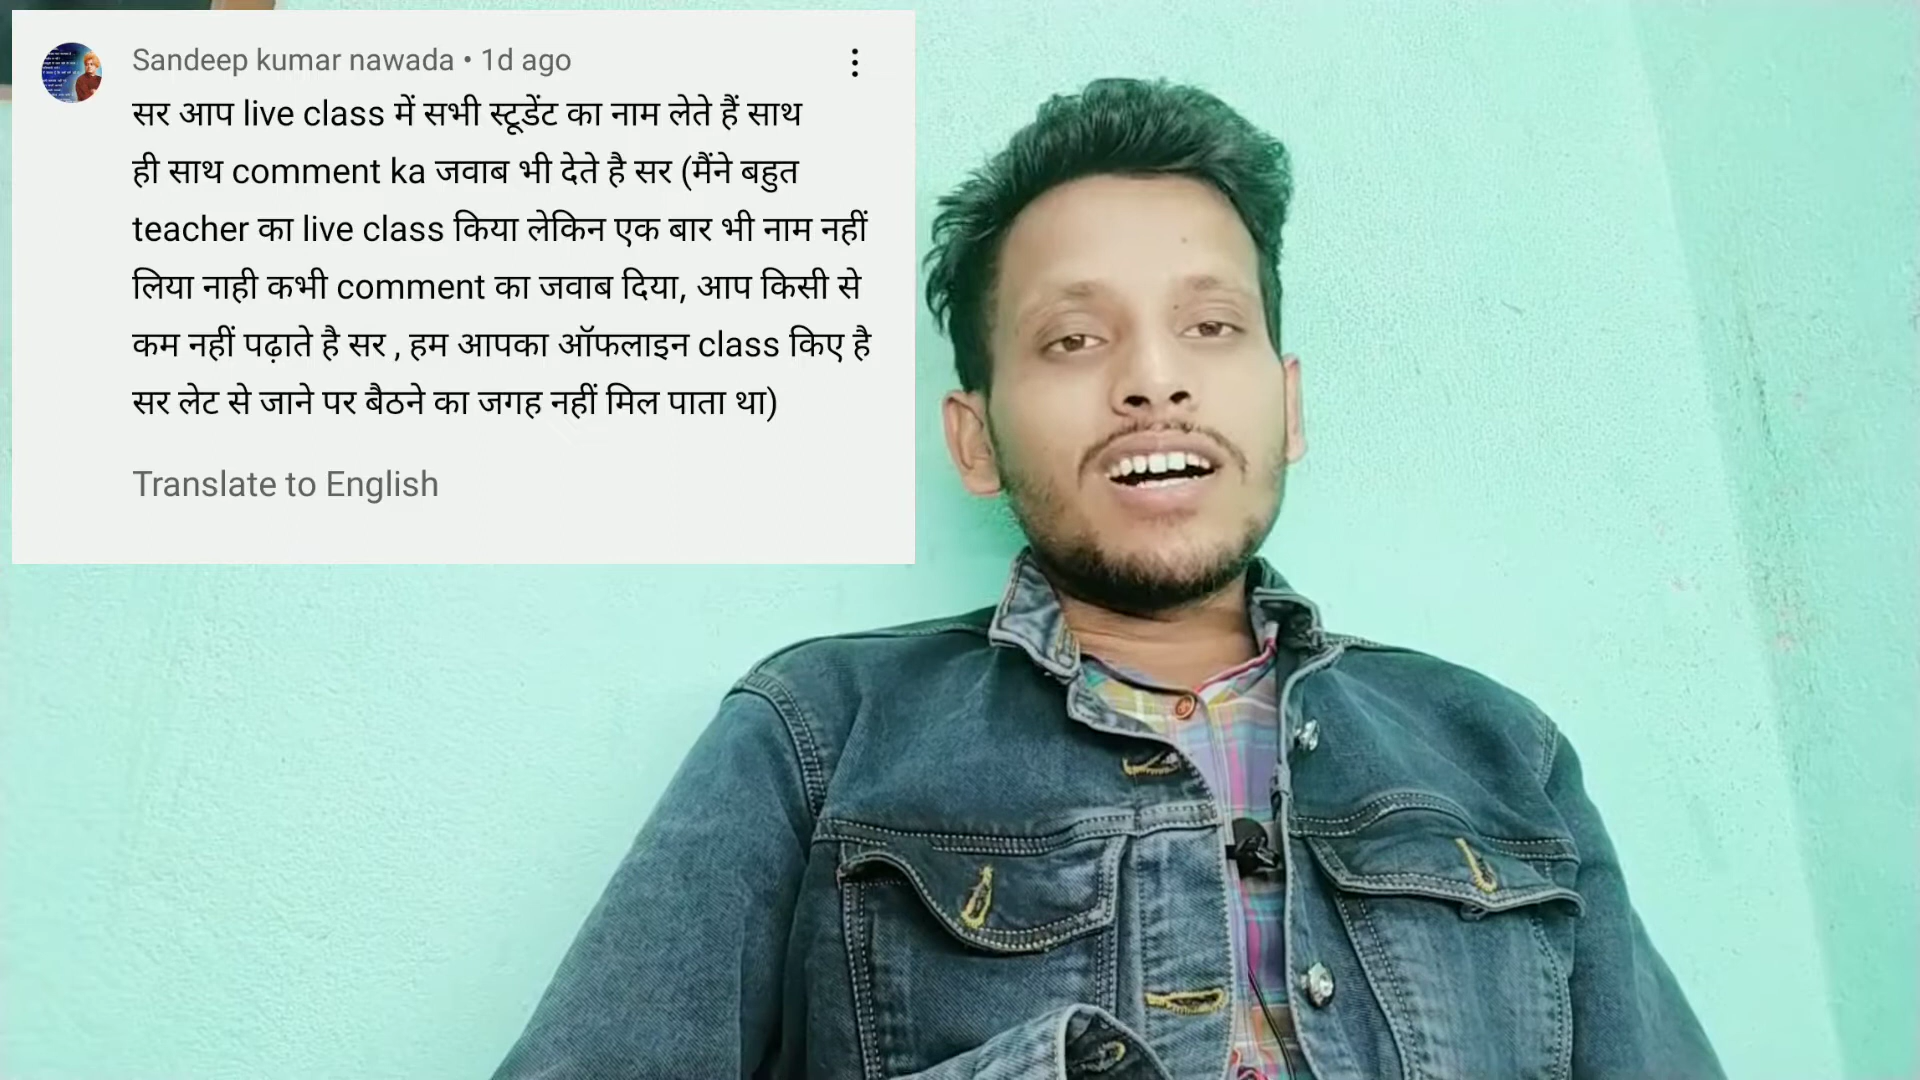 Sandeep kumar nawada • 1d ago
सर आप live class में सभी स्टूडेंट का नाम लेते हैं साथ
ही साथ comment ka जवाब भी देते है सर (मैंने बहुत
teacher का live class किया लेकिन एक बार भी नाम नहीं
लिया नाही कभी comment का जवाब दिया, आप किसी से
कम नहीं पढ़ाते है सर , हम आपका ऑफलाइन class किए है
सर लेट से जाने पर बैठने का जगह नहीं मिल पाता था)
Translate to English